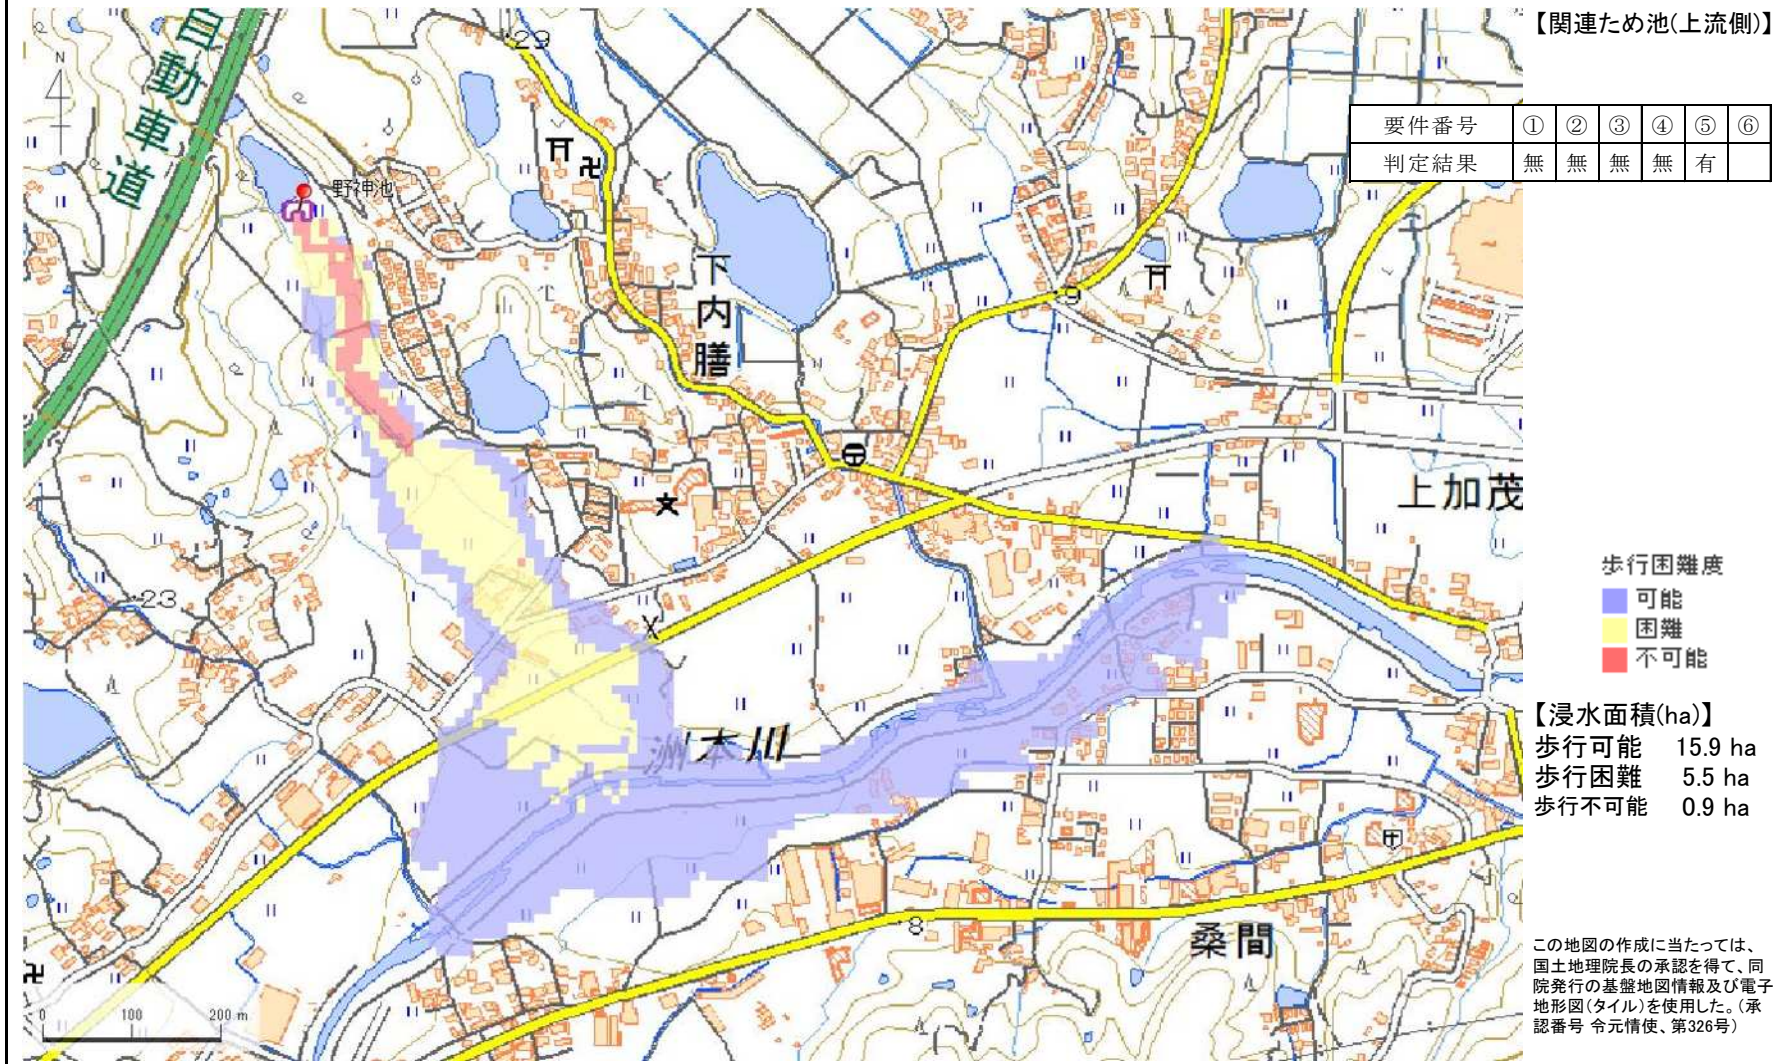 【関連ため池(上流側)】
要件番号 ① ② ③ ④ ⑤ ⑥
判定結果 無 無 無 無 有
自動車道
N
29
野神池
下内膳
9
上加茂
23
洲本川
8
桑間
0 100 200 m
歩行困難度
可能
困難
不可能
【浸水面積(ha)】
歩行可能 15.9 ha
歩行困難 5.5 ha
歩行不可能 0.9 ha
この地図の作成に当たっては、
国土地理院長の承認を得て、同
院発行の基盤地図情報及び電子
地形図(タイル)を使用した。(承
認番号 令元情使、第326号)